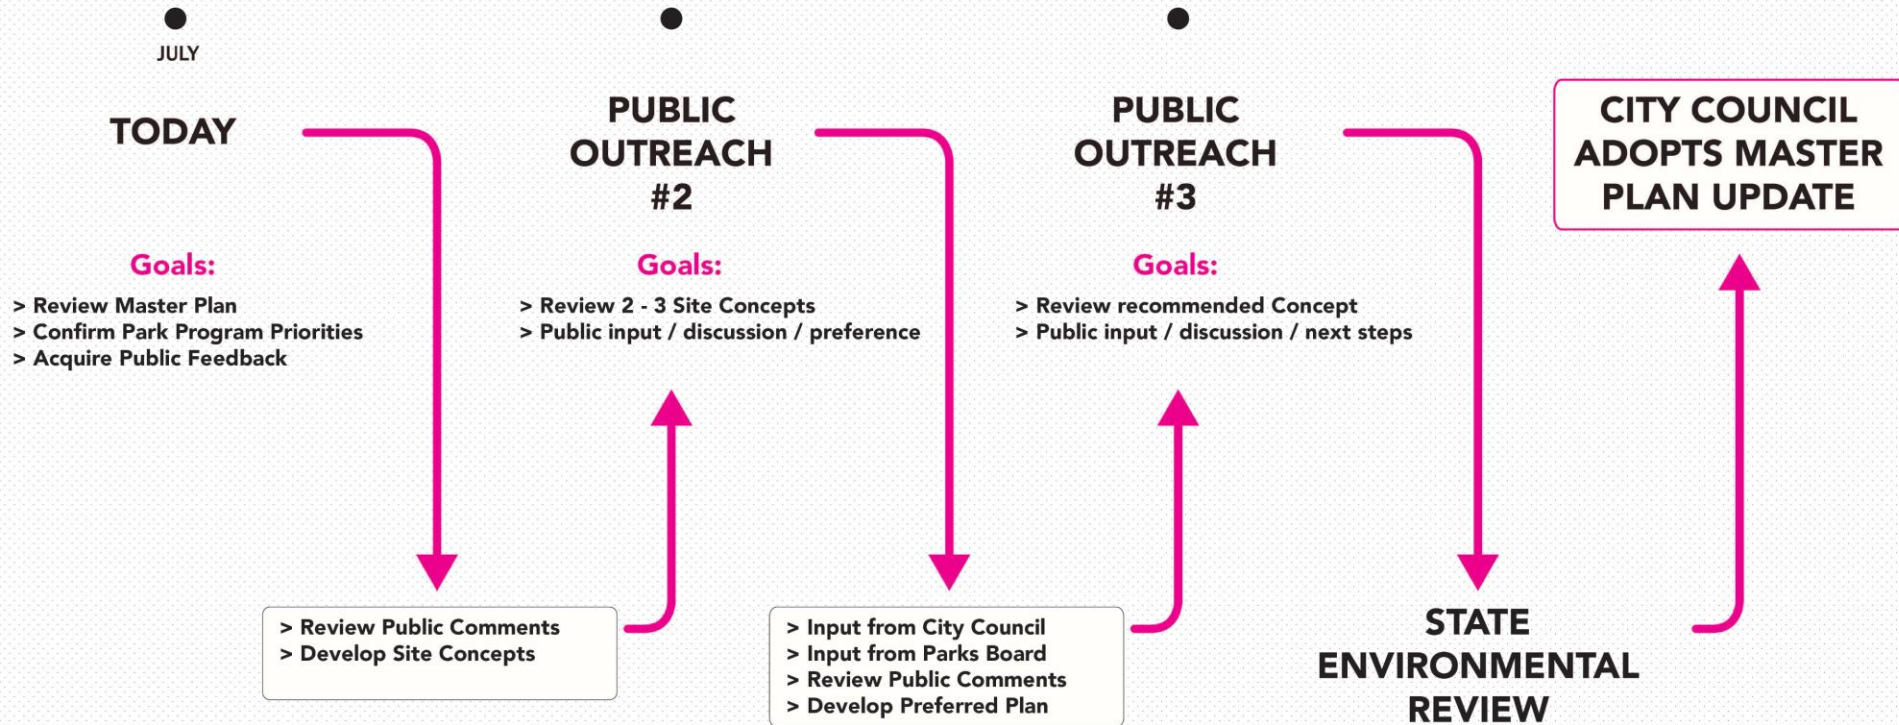 JULY
TODAY
Goals:
> Review Master Plan
> Confirm Park Program Priorities
> Acquire Public Feedback
> Review Public Comments
> Develop Site Concepts
PUBLIC
OUTREACH
#2
Goals:
> Review 2 - 3 Site Concepts
> Public input / discussion / preference
> Input from City Council
> Input from Parks Board
> Review Public Comments
> Develop Preferred Plan
PUBLIC
OUTREACH
#3
Goals:
> Review recommended Concept
> Public input / discussion / next steps
STATE
ENVIRONMENTAL
REVIEW
CITY COUNCIL
ADOPTS MASTER
PLAN UPDATE